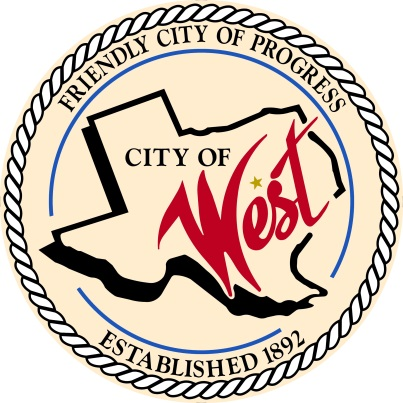 FRIENDLY CITY OF PROGRESS
CITY OF
West
ESTABLISHED 1892